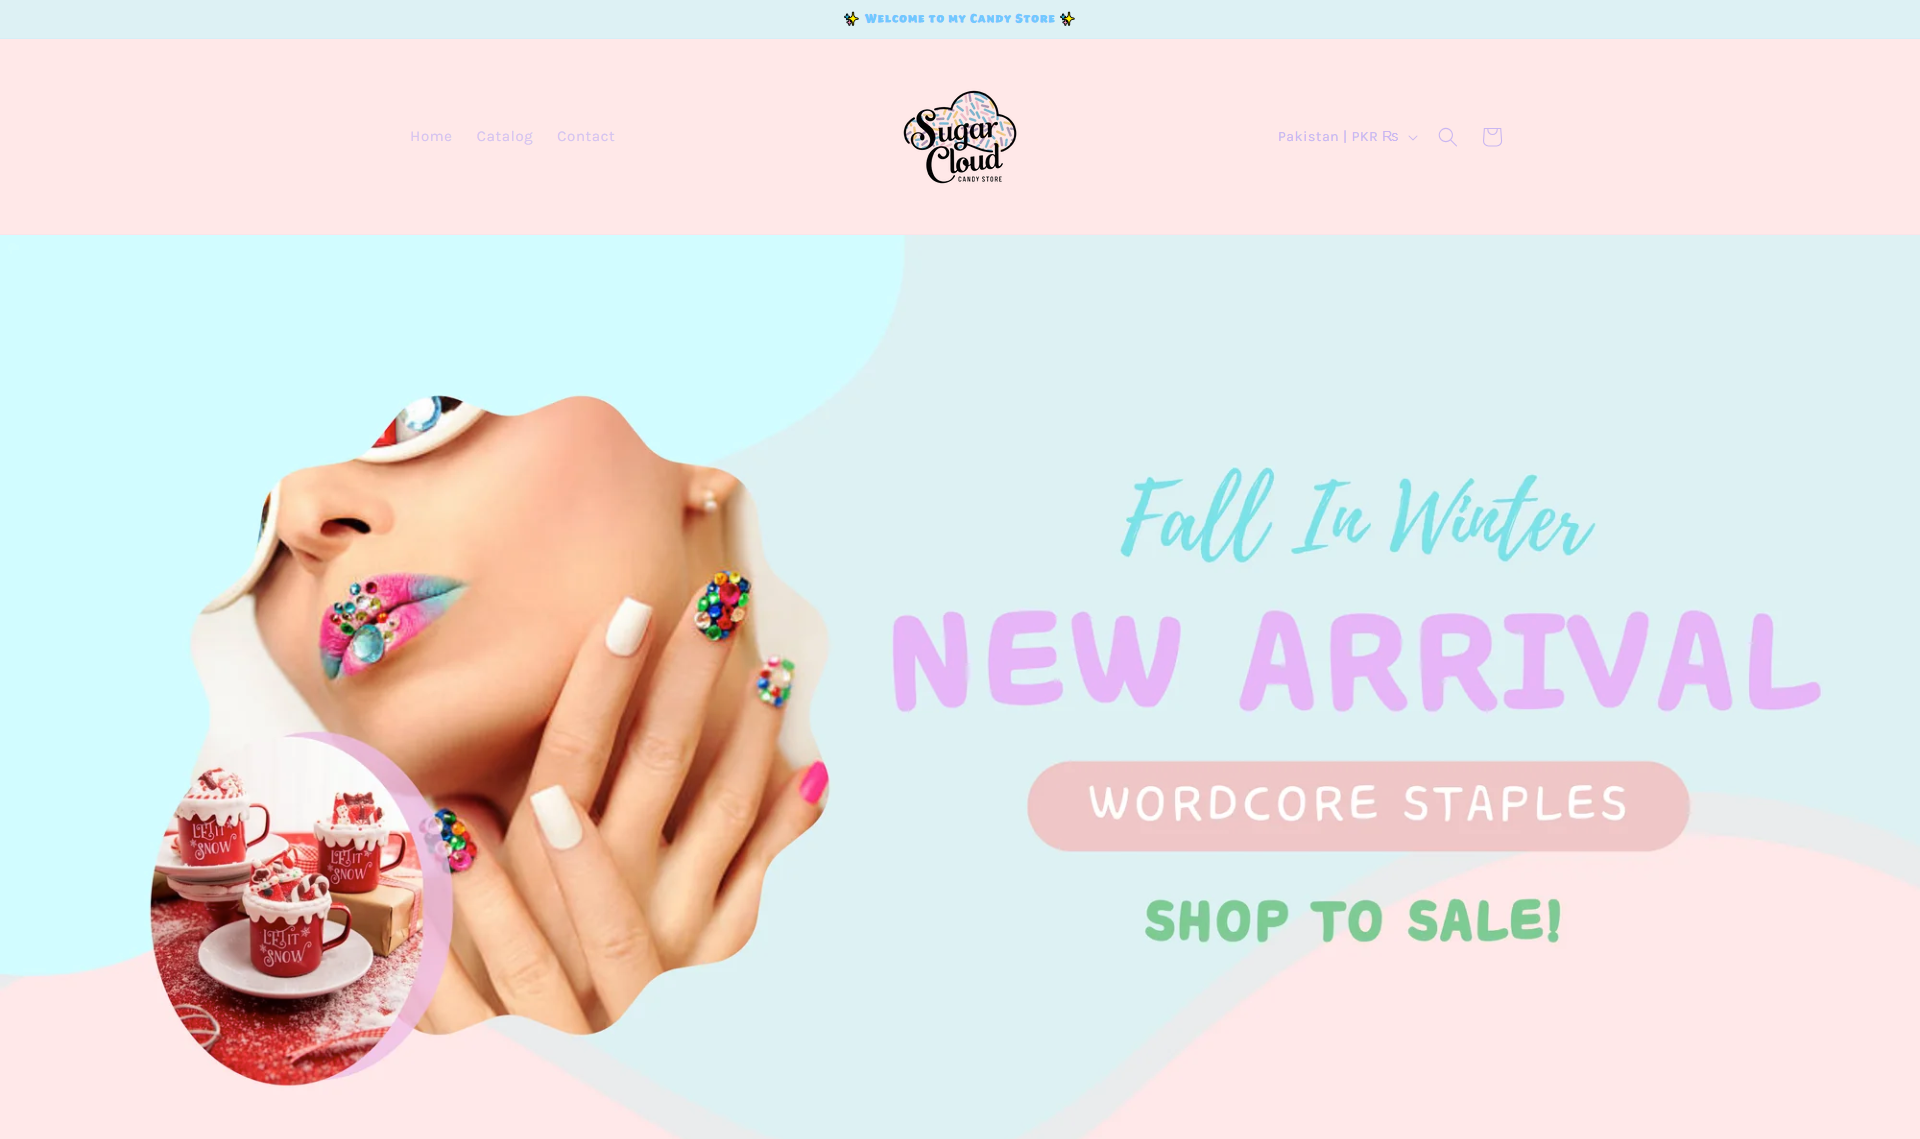 ✨ Welcome to my Candy Store ✨
Home Catalog Contact
Sugar
Cloud
CANDY STORE
Pakistan | PKR ₨
Fall In Winter
NEW ARRIVAL
WORDCORE STAPLES
SHOP TO SALE!
LET IT
SNOW
LET IT
SNOW
LET IT
SNOW